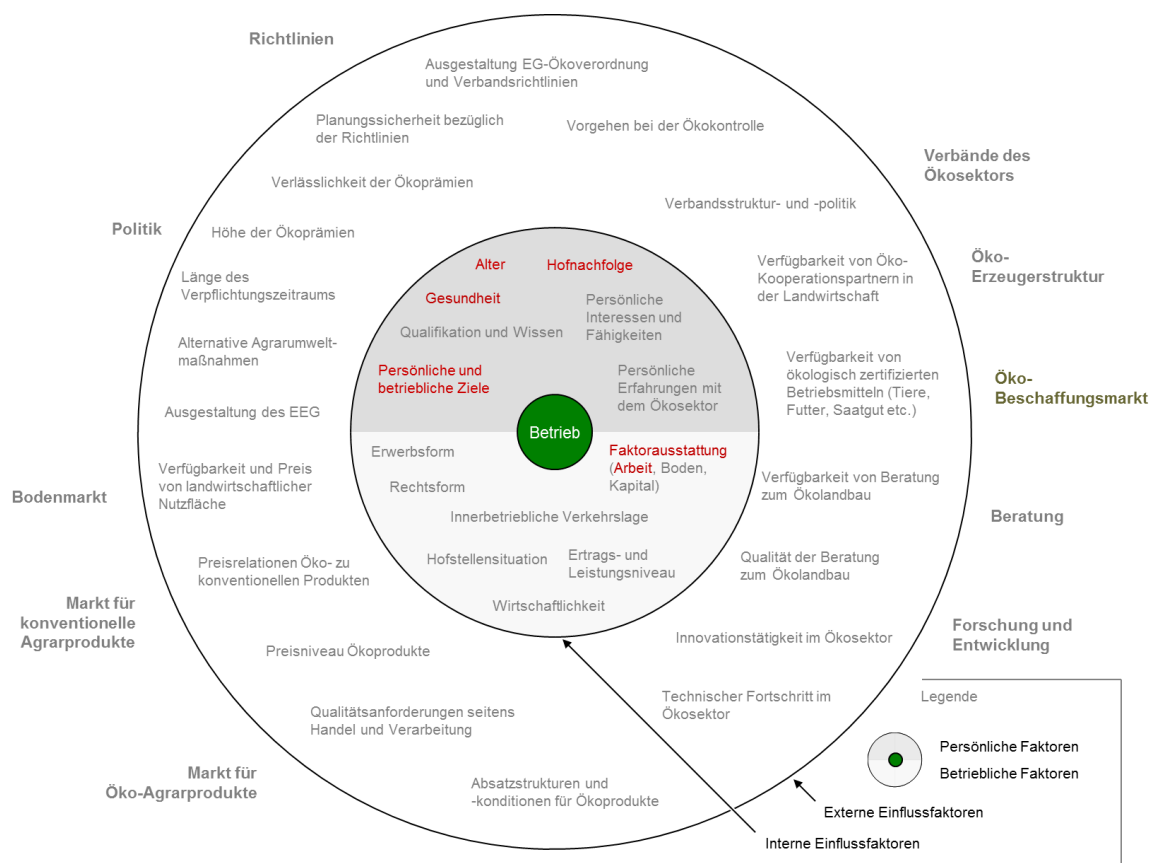 Richtlinien
Ausgestaltung EG-Ökoverordnung
und Verbandsrichtlinien
Planungssicherheit bezüglich
der Richtlinien
Vorgehen bei der Ökokontrolle
Verbände des
Ökosektors
Verlässlichkeit der Ökoprämien
Verbandsstruktur- und -politik
Politik
Höhe der Ökoprämien
Öko-
Erzeugerstruktur
Verfügbarkeit von Öko-
Kooperationspartnern in
der Landwirtschaft
Länge des
Verpflichtungszeitraums
Alter
Hofnachfolge
Gesundheit
Persönliche
Interessen und
Fähigkeiten
Qualifikation und Wissen
Alternative Agrarumwelt-
maßnahmen
Persönliche und
betriebliche Ziele
Persönliche
Erfahrungen mit
dem Ökosektor
Verfügbarkeit von
ökologisch zertifizierten
Betriebsmitteln (Tiere,
Futter, Saatgut etc.)
Öko-
Beschaffungsmarkt
Ausgestaltung des EEG
Betrieb
Erwerbsform
Faktorausstattung
(Arbeit, Boden,
Kapital)
Rechtsform
Verfügbarkeit und Preis
von landwirtschaftlicher
Nutzfläche
Bodenmarkt
Verfügbarkeit von Beratung
zum Ökolandbau
Beratung
Innerbetriebliche Verkehrslage
Hofstellensituation
Ertrags- und
Leistungsniveau
Preisrelationen Öko- zu
konventionellen Produkten
Qualität der Beratung
zum Ökolandbau
Wirtschaftlichkeit
Markt für
konventionelle
Agrarprodukte
Innovationstätigkeit im Ökosektor
Forschung und
Entwicklung
Preisniveau Ökoprodukte
Technischer Fortschritt im
Ökosektor
Qualitätsanforderungen seitens
Handel und Verarbeitung
Markt für
Öko-Agrarprodukte
Absatzstrukturen und
-konditionen für Ökoprodukte
Legende
Persönliche Faktoren
Betriebliche Faktoren
Externe Einflussfaktoren
Interne Einflussfaktoren